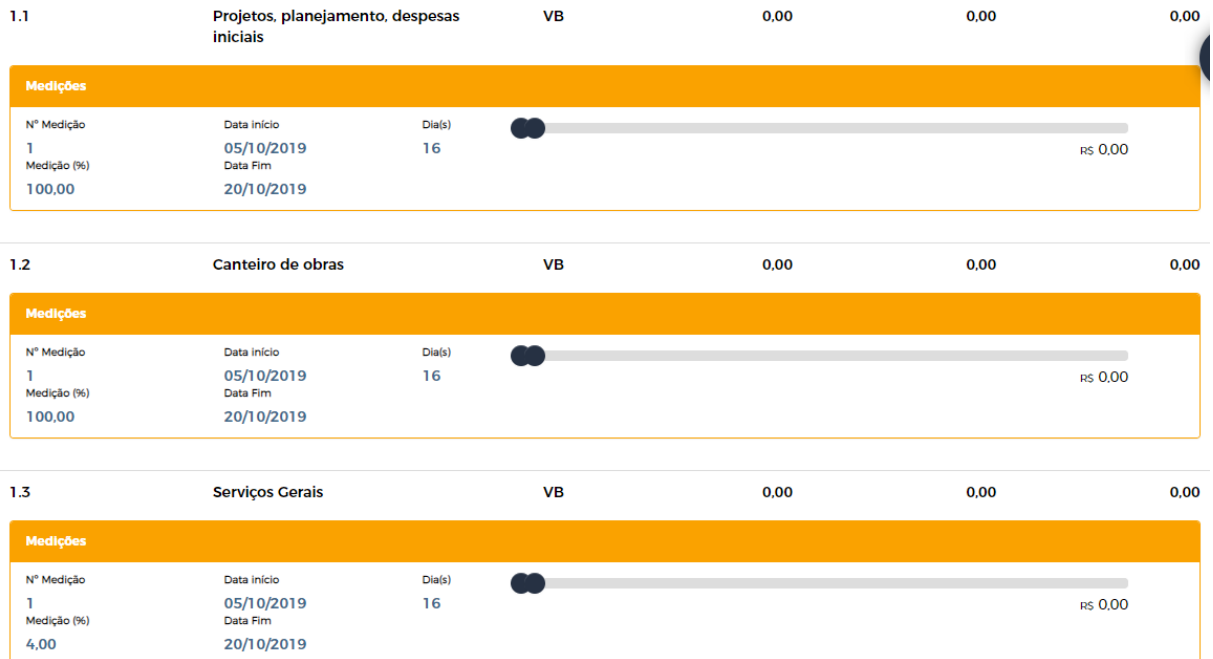 1.1 Projetos, planejamento, despesas VB 0,00 0,00 0,00
iniciais
Medições
Nº Medição Data início Dia(s)
1 05/10/2019 16 R$ 0,00
Medição (%) Data Fim
100,00 20/10/2019
1.2 Canteiro de obras VB 0,00 0,00 0,00
Medições
Nº Medição Data início Dia(s)
1 05/10/2019 16 R$ 0,00
Medição (%) Data Fim
100,00 20/10/2019
1.3 Serviços Gerais VB 0,00 0,00 0,00
Medições
Nº Medição Data início Dia(s)
1 05/10/2019 16 R$ 0,00
Medição (%) Data Fim
4,00 20/10/2019